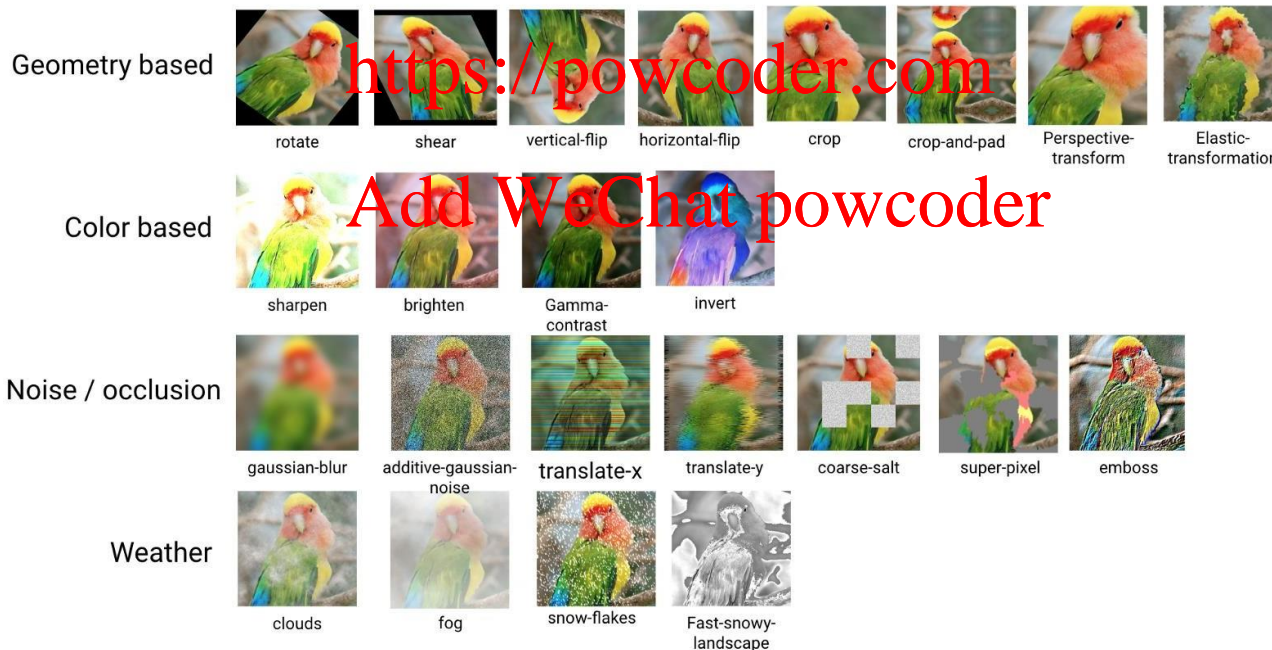 Geometry based
https://powcoder.com
rotate
shear
vertical-flip
horizontal-flip
crop
crop-and-pad
Perspective-
transform
Elastic-
transformation
Color based
Add WeChat powcoder
sharpen
brighten
Gamma-
contrast
invert
Noise / occlusion
gaussian-blur
additive-gaussian-
noise
translate-x
translate-y
coarse-salt
super-pixel
emboss
Weather
clouds
fog
snow-flakes
Fast-snowy-
landscape